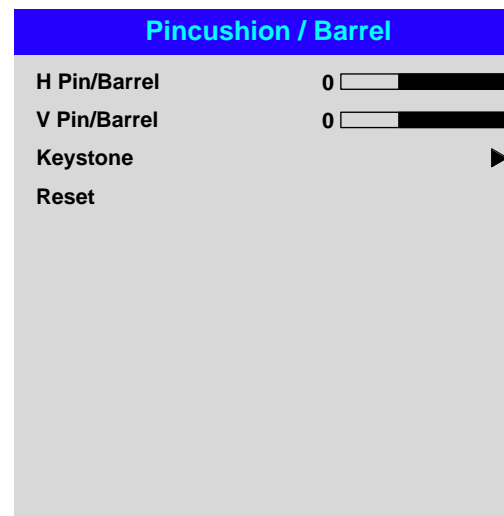 Pincushion / Barrel
H Pin/Barrel 0
V Pin/Barrel 0
Keystone
Reset